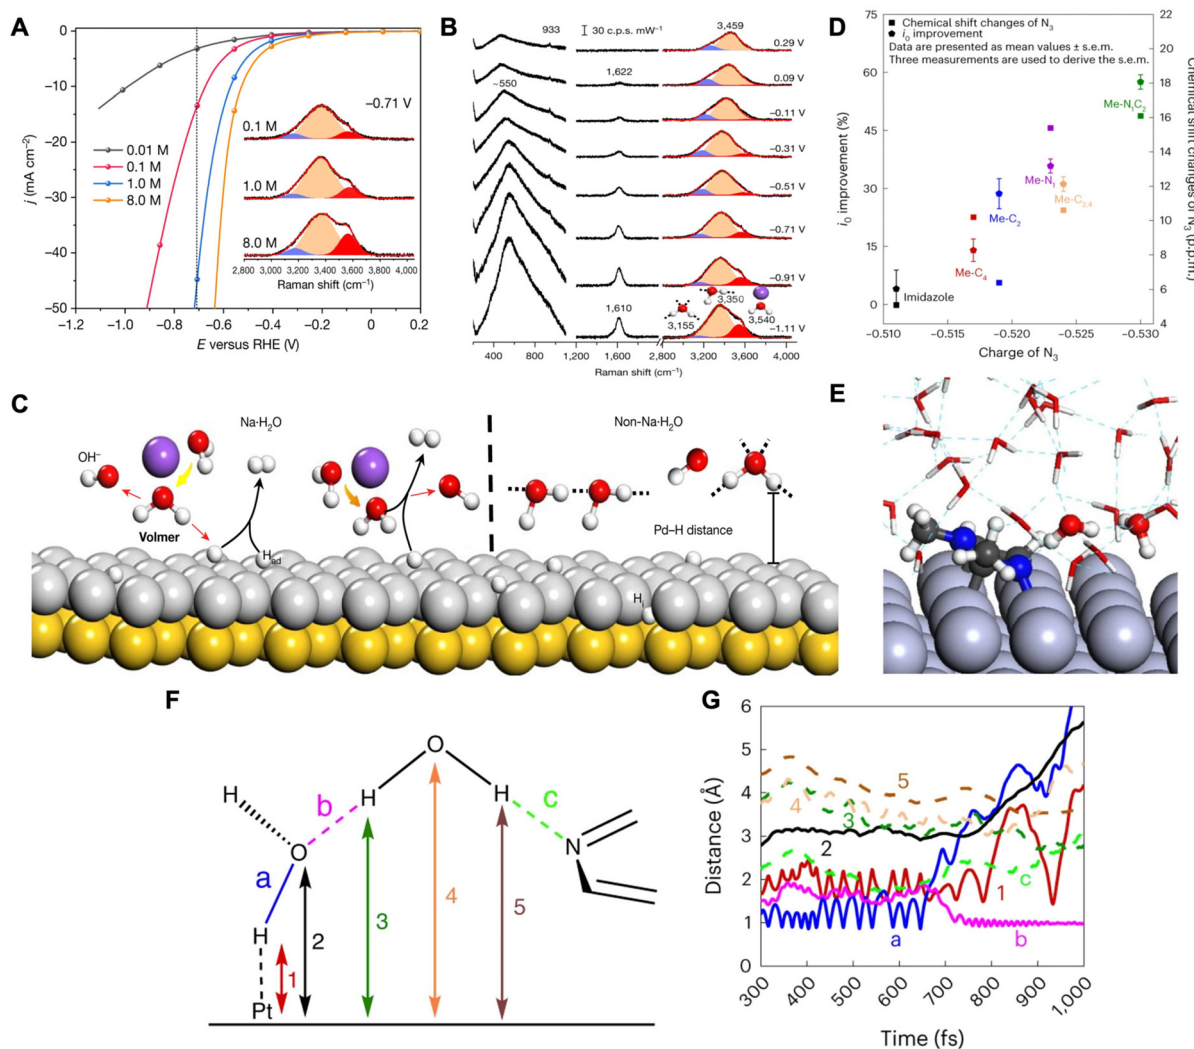 A
0
−10
−20
−30
−40
−50
j (mA cm⁻²)
−1.2 −1.0 −0.8 −0.6 −0.4 −0.2 0 0.2
E versus RHE (V)
0.01 M
0.1 M
1.0 M
8.0 M
−0.71 V
0.1 M
1.0 M
8.0 M
2,800 3,200 3,600 4,000
Raman shift (cm⁻¹)
B
933
30 c.p.s. mW⁻¹
3,459
~550
1,622
0.29 V
0.09 V
−0.11 V
−0.31 V
−0.51 V
−0.71 V
−0.91 V
−1.11 V
1,610
3,155
3,350
3,540
400 800 1,200 1,600 2,800 3,200 3,600 4,000
Raman shift (cm⁻¹)
D
75
60
45
30
15
0
i₀ improvement (%)
Chemical shift changes of N₃
i₀ improvement
Data are presented as mean values ± s.e.m.
Three measurements are used to derive the s.e.m.
Me-N₁C₂
Me-N₁
Me-C₂,₄
Me-C₂
Me-C₄
Imidazole
−0.510 −0.515 −0.520 −0.525 −0.530
Charge of N₃
22
20
18
16
14
12
10
8
6
4
Chemical shift changes of N₃ (p.p.m.)
C
Na·H₂O
Non-Na·H₂O
OH⁻
Volmer
H_ad
Pd–H distance
H_i
E
F
H
O
b
a
H
1
Pt
2
H
3
O
4
H
5
c
N
G
6
5
4
3
2
1
0
Distance (Å)
5
4
3
2
c
1
a
b
300 400 500 600 700 800 900 1,000
Time (fs)